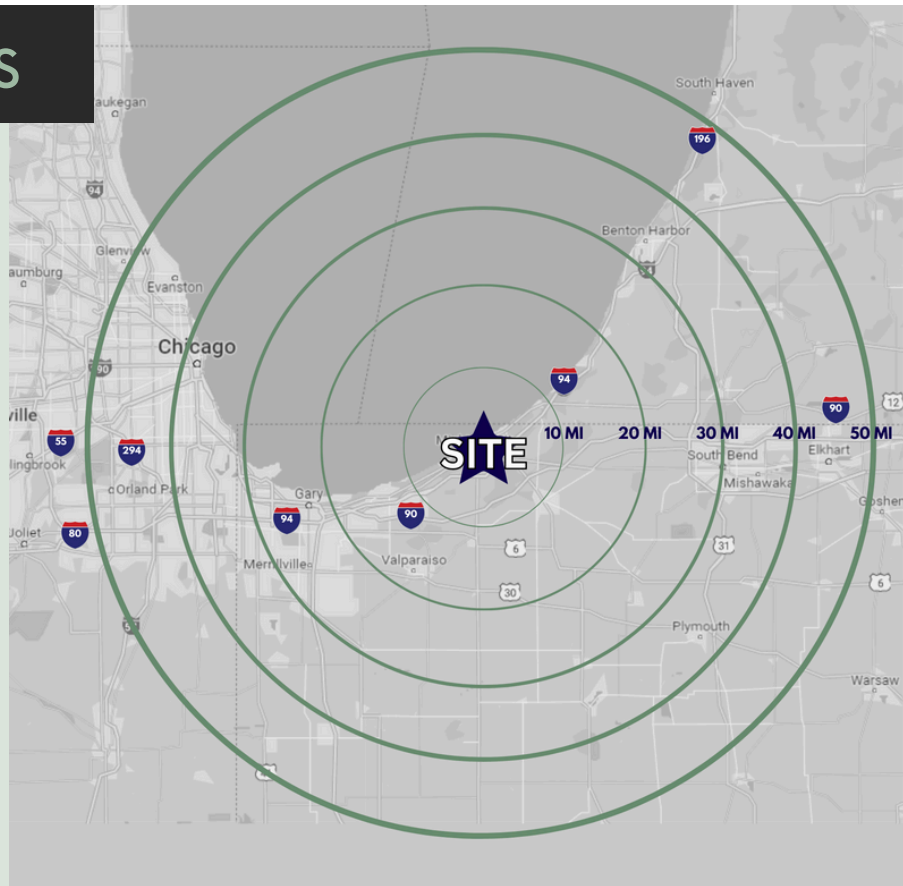 S
South Haven
aukegan
196
94
Benton Harbor
Glenview
94
aumburg
Evanston
Chicago
90
94
90
12
ville
55
294
10 MI
20 MI
30 MI
40 MI
50 MI
M
SITE
South Bend
Elkhart
lingbrook
Mishawaka
Orland Park
Gary
Goshen
90
94
Joliet
80
6
31
Merrillville
Valparaiso
30
6
Plymouth
Warsaw